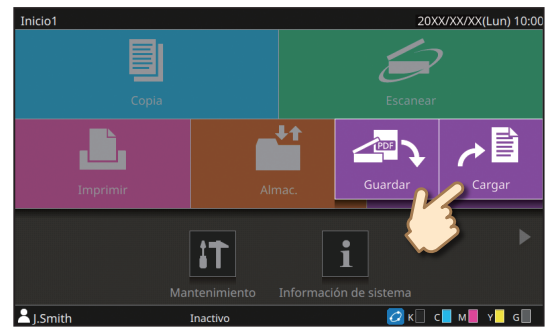 Inicio1 20XX/XX/XX(Lun) 10:00
Copia Escanear
PDF
Imprimir Almac. Guardar Cargar
Mantenimiento Información de sistema
J.Smith Inactivo K C M Y G